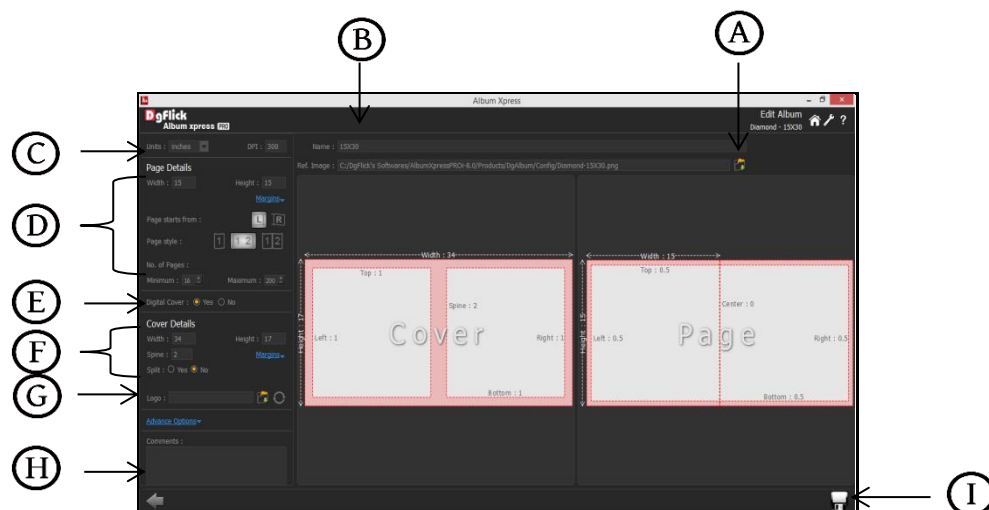 B
A
Album Xpress
DgFlick
Album xpress PRO
Edit Album
Diamond - 15X30
?
C
Units : inches
DPI : 300
Name : 15X30
Ref. Image : C:/DgFlick's Softwares/AlbumXpressPROI-8.0/Products/DgAlbum/Config/Diamond-15X30.png
Page Details
Width : 15
Height : 15
Margins
D
Page starts from :
L
R
Page style :
1
1 2
1 2
No. of Pages :
Minimum : 16
Maximum : 200
E
Digital Cover : Yes No
Cover Details
F
Width : 34
Height : 17
Spine : 2
Margins
Split : Yes No
G
Logo :
Advance Options
Comments :
H
Width : 34
Top : 1
Spine : 2
Height : 17
Left : 1
Cover
Right : 1
Bottom : 1
Width : 15
Top : 0.5
Center : 0
Height : 15
Left : 0.5
Page
Right : 0.5
Bottom : 0.5
I